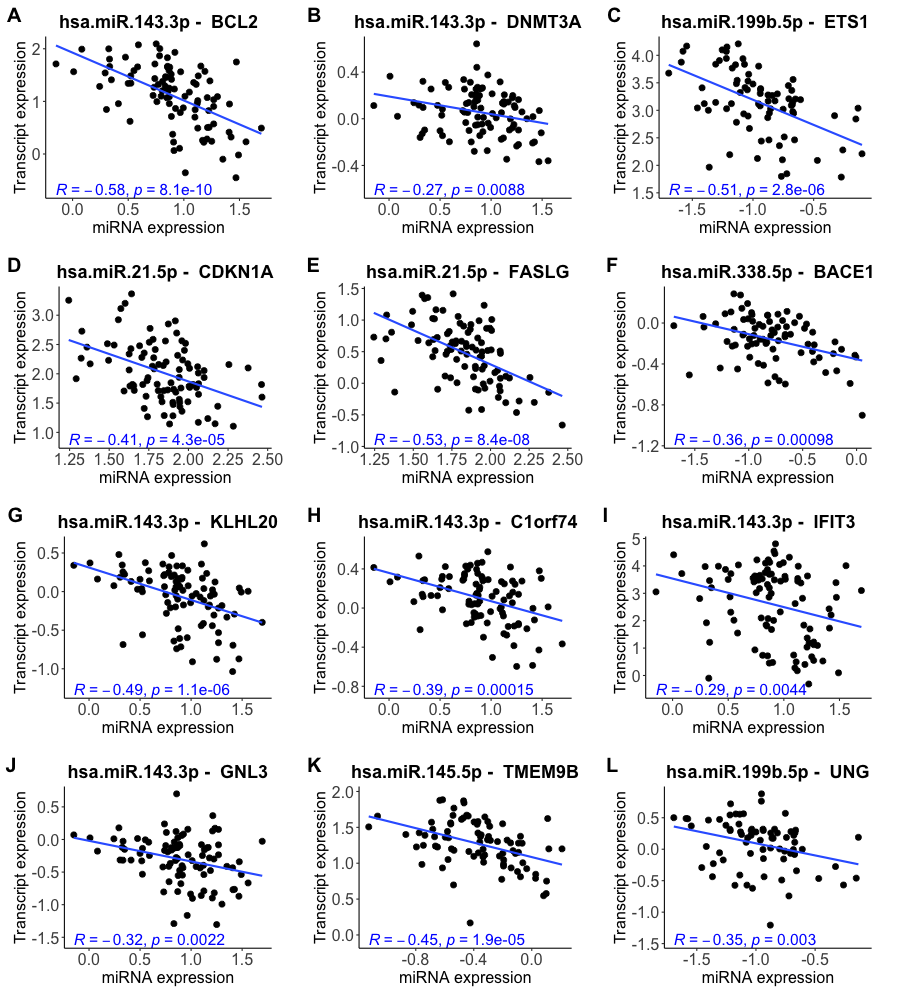 A hsa.miR.143.3p - BCL2
Transcript expression
2
1
0
R = −0.58, p = 8.1e-10
0.0 0.5 1.0 1.5
miRNA expression
B hsa.miR.143.3p - DNMT3A
Transcript expression
0.4
0.0
-0.4
R = −0.27, p = 0.0088
0.0 0.5 1.0 1.5
miRNA expression
C hsa.miR.199b.5p - ETS1
Transcript expression
4.0
3.5
3.0
2.5
2.0
1.5
R = −0.51, p = 2.8e-06
-1.5 -1.0 -0.5
miRNA expression
D hsa.miR.21.5p - CDKN1A
Transcript expression
3.0
2.5
2.0
1.5
1.0
R = −0.41, p = 4.3e-05
1.25 1.50 1.75 2.00 2.25 2.50
miRNA expression
E hsa.miR.21.5p - FASLG
Transcript expression
1.5
1.0
0.5
0.0
-0.5
-1.0
R = −0.53, p = 8.4e-08
1.25 1.50 1.75 2.00 2.25 2.50
miRNA expression
F hsa.miR.338.5p - BACE1
Transcript expression
0.0
-0.4
-0.8
-1.2
R = −0.36, p = 0.00098
-1.5 -1.0 -0.5 0.0
miRNA expression
G hsa.miR.143.3p - KLHL20
Transcript expression
0.5
0.0
-0.5
-1.0
R = −0.49, p = 1.1e-06
0.0 0.5 1.0 1.5
miRNA expression
H hsa.miR.143.3p - C1orf74
Transcript expression
0.4
0.0
-0.4
-0.8
R = −0.39, p = 0.00015
0.0 0.5 1.0 1.5
miRNA expression
I hsa.miR.143.3p - IFIT3
Transcript expression
5
4
3
2
1
0
R = −0.29, p = 0.0044
0.0 0.5 1.0 1.5
miRNA expression
J hsa.miR.143.3p - GNL3
Transcript expression
0.5
0.0
-0.5
-1.0
-1.5
R = −0.32, p = 0.0022
0.0 0.5 1.0 1.5
miRNA expression
K hsa.miR.145.5p - TMEM9B
Transcript expression
2.0
1.5
1.0
0.5
0.0
R = −0.45, p = 1.9e-05
-0.8 -0.4 0.0
miRNA expression
L hsa.miR.199b.5p - UNG
Transcript expression
0.5
0.0
-0.5
-1.0
-1.5
R = −0.35, p = 0.003
-1.5 -1.0 -0.5
miRNA expression